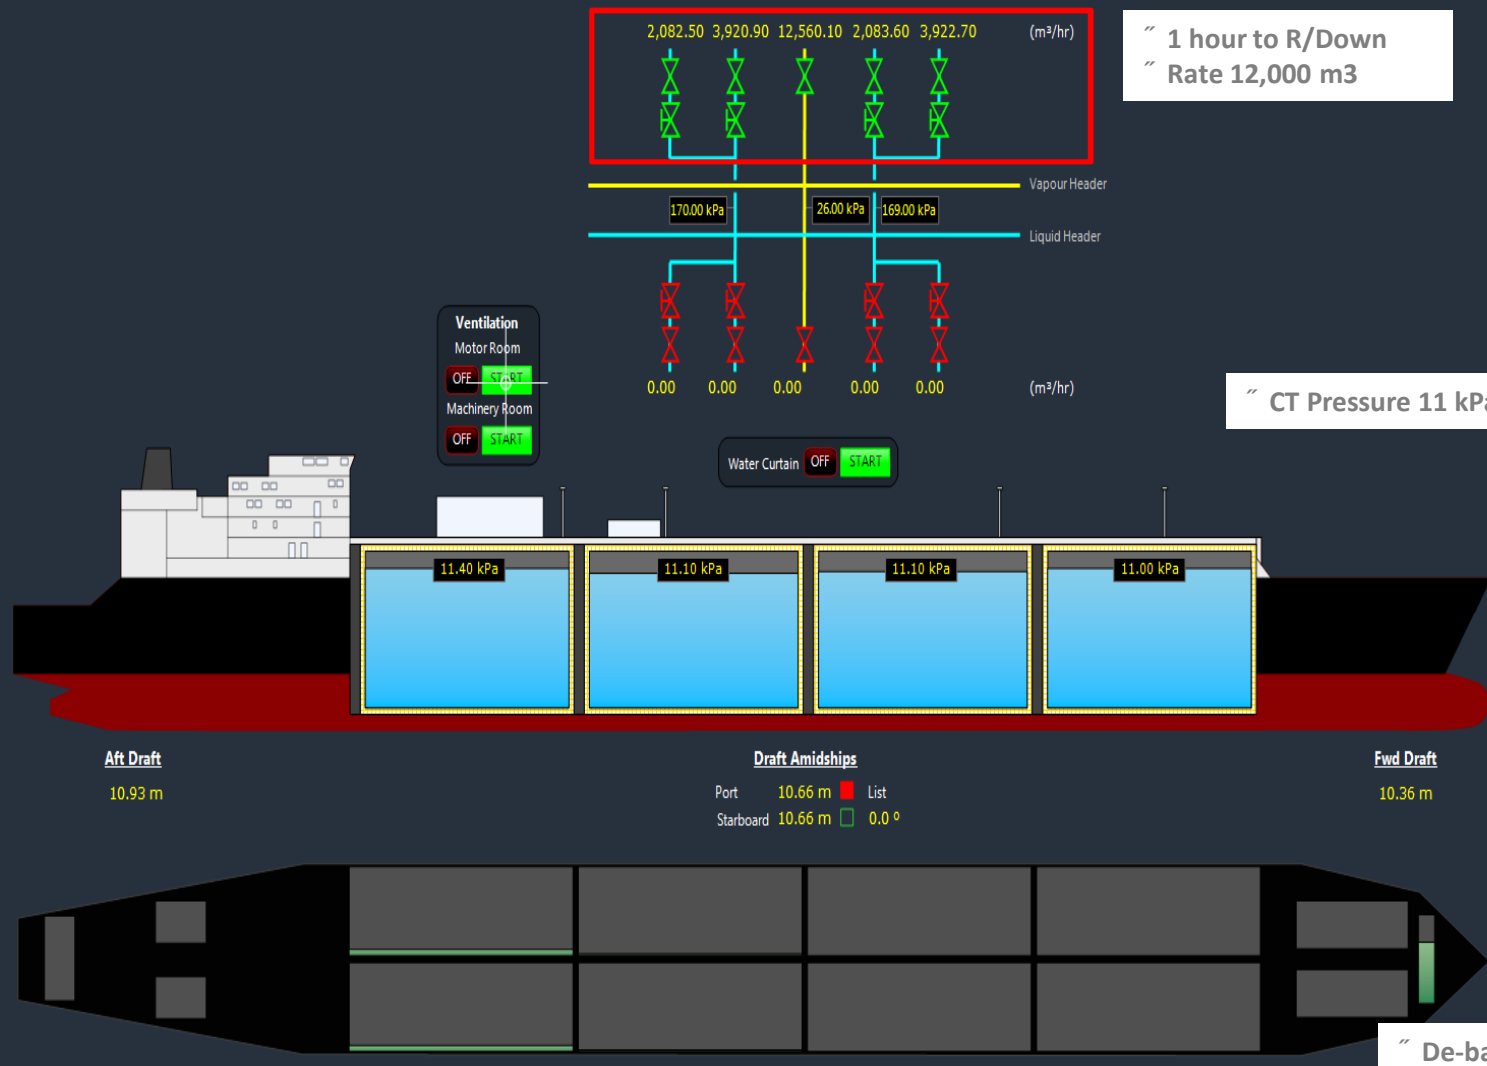 2,082.50 3,920.90 12,560.10 2,083.60 3,922.70 (m³/hr)
˝ 1 hour to R/Down
˝ Rate 12,000 m3
Vapour Header
170.00 kPa 26.00 kPa 169.00 kPa
Liquid Header
Ventilation
Motor Room
OFF START
Machinery Room
OFF START
0.00 0.00 0.00 0.00 0.00 (m³/hr)
˝ CT Pressure 11 kPa
Water Curtain OFF START
11.40 kPa 11.10 kPa 11.10 kPa 11.00 kPa
Aft Draft
10.93 m
Draft Amidships
Port 10.66 m List
Starboard 10.66 m 0.0 º
Fwd Draft
10.36 m
˝ De-ba